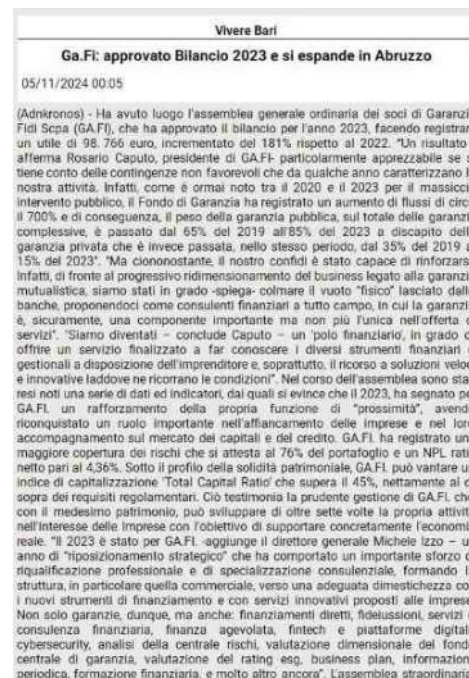 Vivere Bari
Ga.Fi: approvato Bilancio 2023 e si espande in Abruzzo
05/11/2024 00:05
(Adnkronos) - Ha avuto luogo l'assemblea generale ordinaria dei soci di Garanzi
Fidi Scpa (GA.FI), che ha approvato il bilancio per l'anno 2023, facendo registrar
un utile di 98. 766 euro, incremento del 181% rispetto al 2022. "Un risultato
afferma Rosario Caputo, presidente di GA.FI- particolarmente apprezzabile se s
tiene conto delle contingenze non favorevoli che da qualche anno caratterizzano l
nostra attività. Infatti, come è ormai noto tra il 2020 e il 2023 per il massicci
intervento pubblico, il Fondo di Garanzia ha registrato un aumento di flussi di circ
il 700% e di conseguenza, il peso della garanzia pubblica, sul totale delle garanzi
complessive, è passato dal 65% del 2019 all'85% del 2023 a discapito dell
garanzia privata che è invece passata, nello stesso periodo, dal 35% del 2019 a
15% del 2023". "Ma ciononostante, il nostro confidi è stato capace di rinforzars
Infatti, di fronte al progressivo ridimensionamento del business legato alla garanzi
mutualistica, siamo stati in grado -spiega- colmare il vuoto "fisico" lasciato dall
banche, proponendoci come consulenti finanziari a tutto campo, in cui la garanzi
è, sicuramente, una componente importante ma non più l'unica nell'offerta d
servizi". "Siamo diventati – conclude Caputo – un 'polo finanziario', in grado d
offrire un servizio finalizzato a far conoscere i diversi strumenti finanziari e
gestionali a disposizione dell'imprenditore e, soprattutto, il ricorso a soluzioni veloc
e innovative laddove ne ricorrano le condizioni". Nel corso dell'assemblea sono stat
resi noti una serie di dati ed indicatori, dai quali si evince che il 2023, ha segnato pe
GA.FI. un rafforzamento della propria funzione di "prossimità", avend
riconquistato un ruolo importante nell'affiancamento delle imprese e nel loro
accompagnamento sul mercato dei capitali e del credito. GA.FI. ha registrato un
maggiore copertura dei rischi che si attesta al 76% del portafoglio e un NPL rati
netto pari al 4,36%. Sotto il profilo della solidità patrimoniale, GA.FI. può vantare u
indice di capitalizzazione 'Total Capital Ratio' che supera il 45%, nettamente al d
sopra dei requisiti regolamentari. Ciò testimonia la prudente gestione di GA.FI. che
con il medesimo patrimonio, può sviluppare di oltre sette volte la propria attivit
nell'interesse delle Imprese con l'obiettivo di supportare concretamente l'economi
reale. "Il 2023 è stato per GA.FI. -aggiunge il direttore generale Michele Izzo – u
anno di "riposizionamento strategico" che ha comportato un importante sforzo d
riqualificazione professionale e di specializzazione consulenziale, formando l
struttura, in particolare quella commerciale, verso una adeguata dimestichezza co
i nuovi strumenti di finanziamento e con servizi innovativi proposti alle imprese
Non solo garanzie, dunque, ma anche: finanziamenti diretti, fideiussioni, servizi d
consulenza finanziaria, finanza agevolata, fintech e piattaforme digitali
cybersecurity, analisi della centrale rischi, valutazione dimensionale del fondo
centrale di garanzia, valutazione del rating esg, business plan, informazion
periodica, formazione finanziaria, e molto altro ancora". L'assemblea straordinari